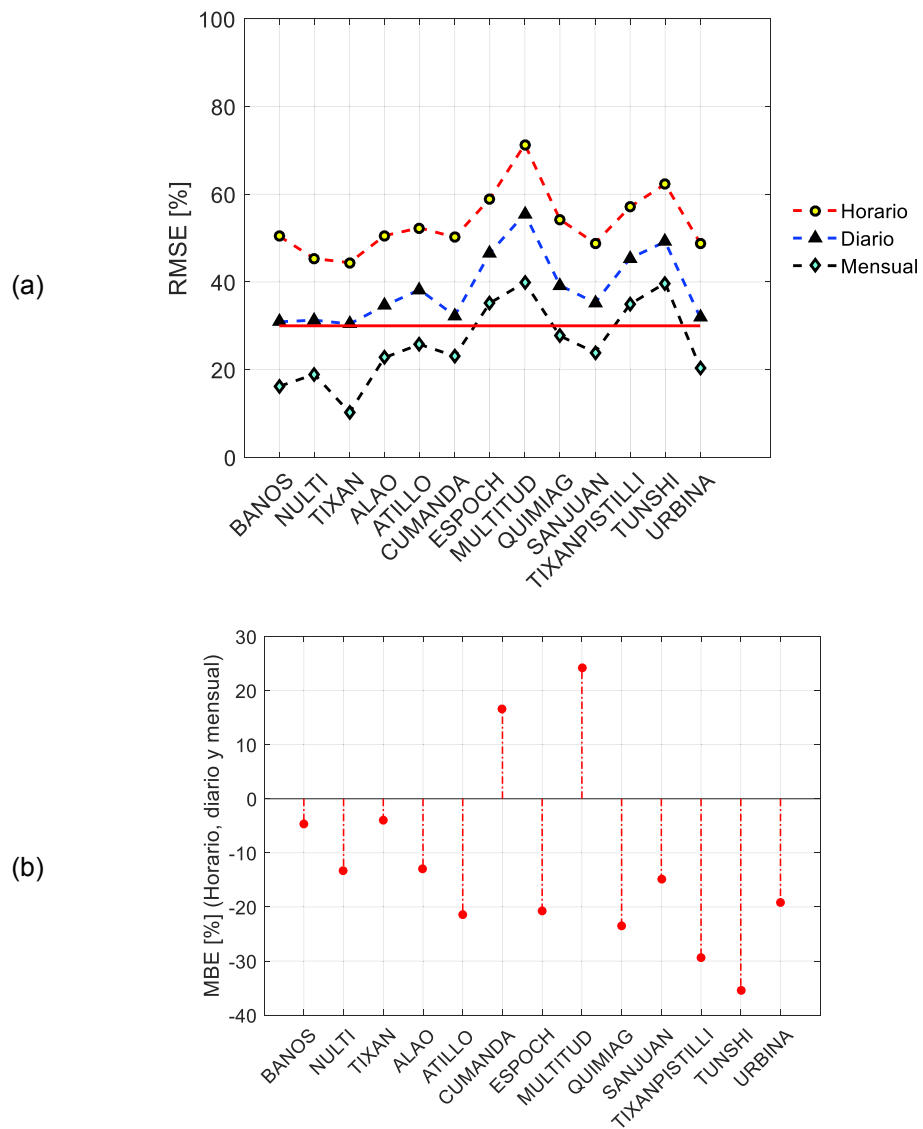 (a)
RMSE [%]
100
80
60
40
20
0
BANOS
NULTI
TIXAN
ALAO
ATILLO
CUMANDA
ESPOCH
MULTITUD
QUIMIAG
SANJUAN
TIXANPISTILLI
TUNSHI
URBINA
Horario
Diario
Mensual
(b)
MBE [%] (Horario, diario y mensual)
30
20
10
0
-10
-20
-30
-40
BANOS
NULTI
TIXAN
ALAO
ATILLO
CUMANDA
ESPOCH
MULTITUD
QUIMIAG
SANJUAN
TIXANPISTILLI
TUNSHI
URBINA